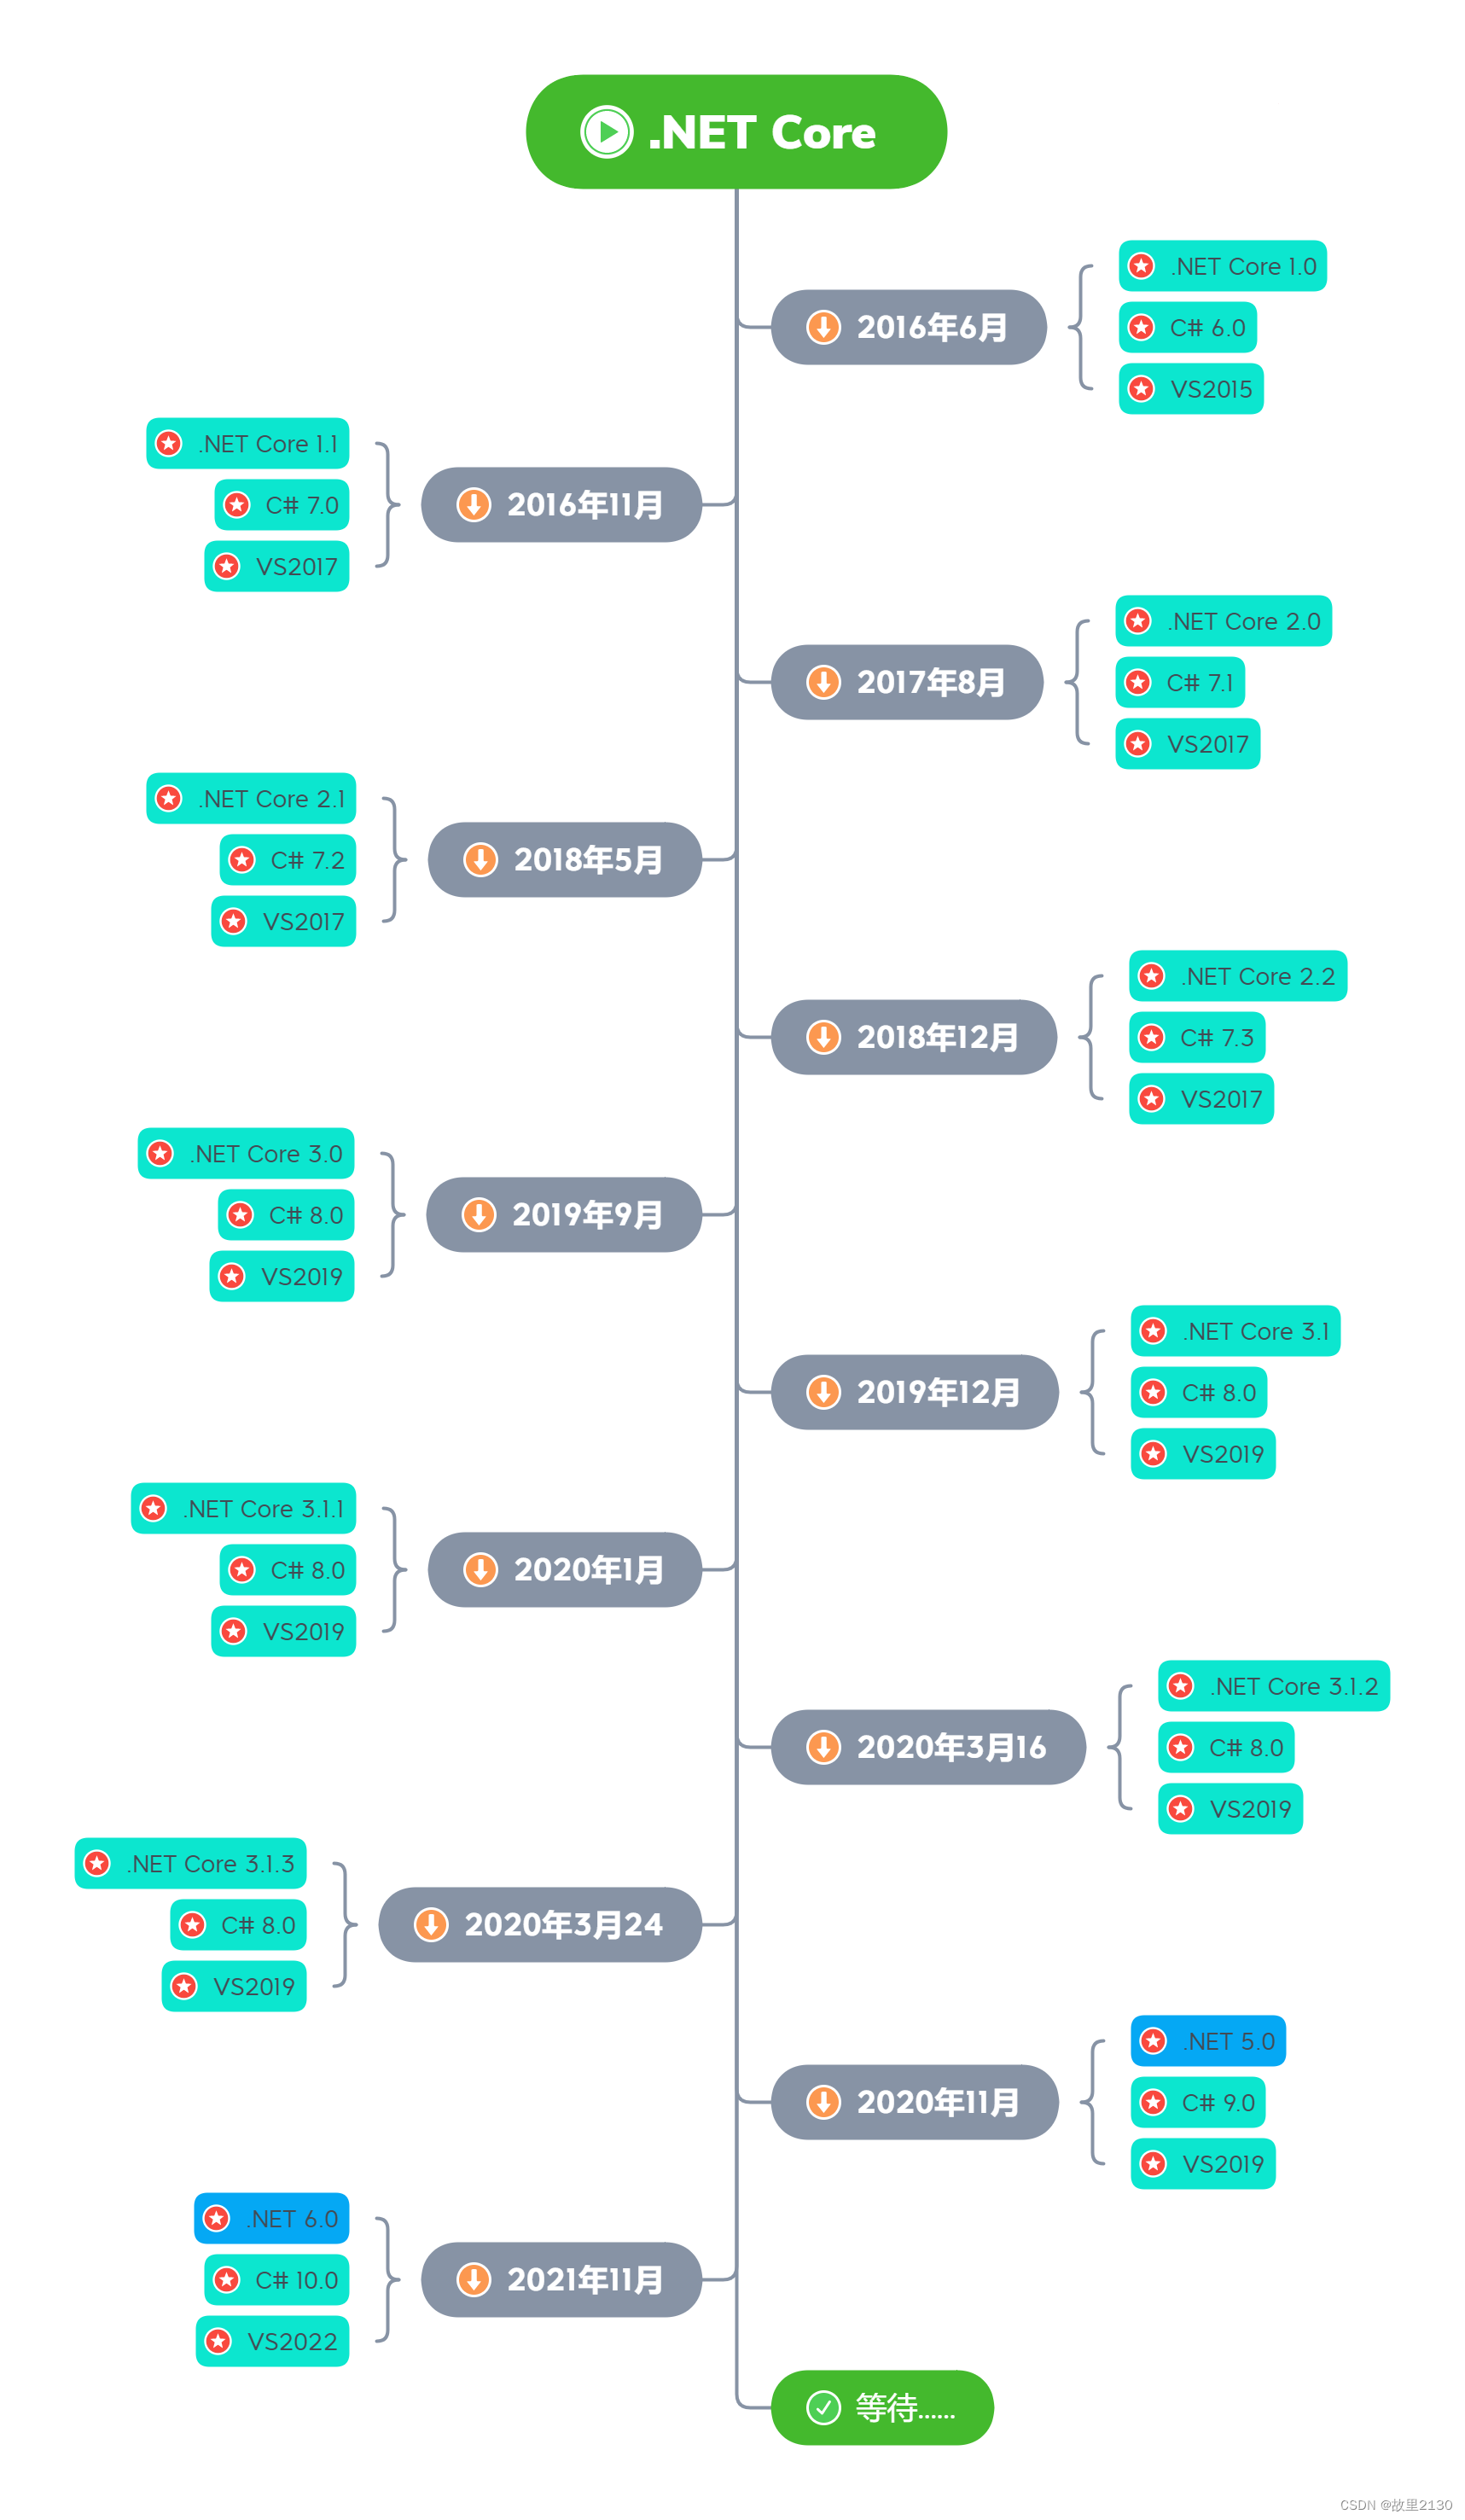 .NET Core
2016年6月
.NET Core 1.0
C# 6.0
VS2015
2016年11月
.NET Core 1.1
C# 7.0
VS2017
2017年8月
.NET Core 2.0
C# 7.1
VS2017
2018年5月
.NET Core 2.1
C# 7.2
VS2017
2018年12月
.NET Core 2.2
C# 7.3
VS2017
2019年9月
.NET Core 3.0
C# 8.0
VS2019
2019年12月
.NET Core 3.1
C# 8.0
VS2019
2020年1月
.NET Core 3.1.1
C# 8.0
VS2019
2020年3月16
.NET Core 3.1.2
C# 8.0
VS2019
2020年3月24
.NET Core 3.1.3
C# 8.0
VS2019
2020年11月
.NET 5.0
C# 9.0
VS2019
2021年11月
.NET 6.0
C# 10.0
VS2022
等待......
CSDN @故里2130